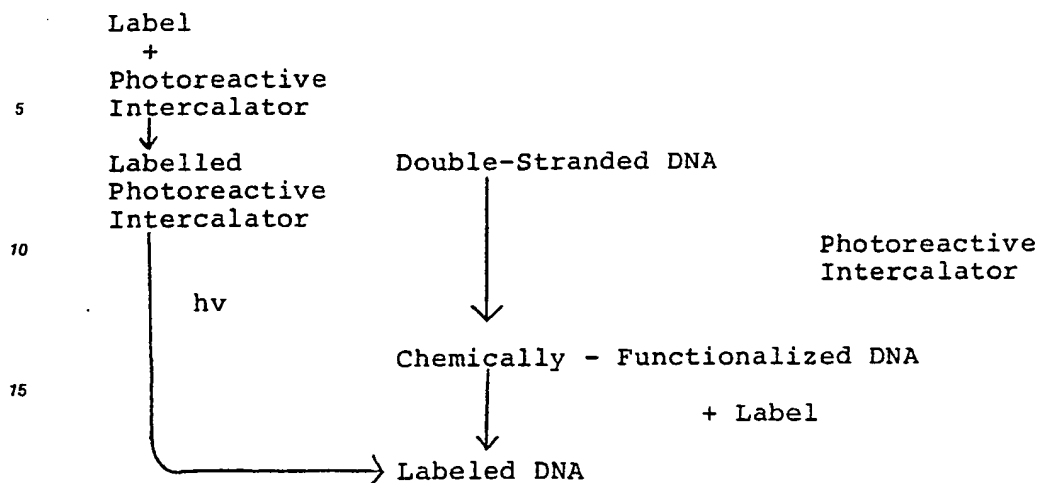 Label
+
Photoreactive
5 Intercalator
Labelled Double-Stranded DNA
Photoreactive
Intercalator
10 Photoreactive
Intercalator
hv
Chemically - Functionalized DNA
15
+ Label
Labeled DNA